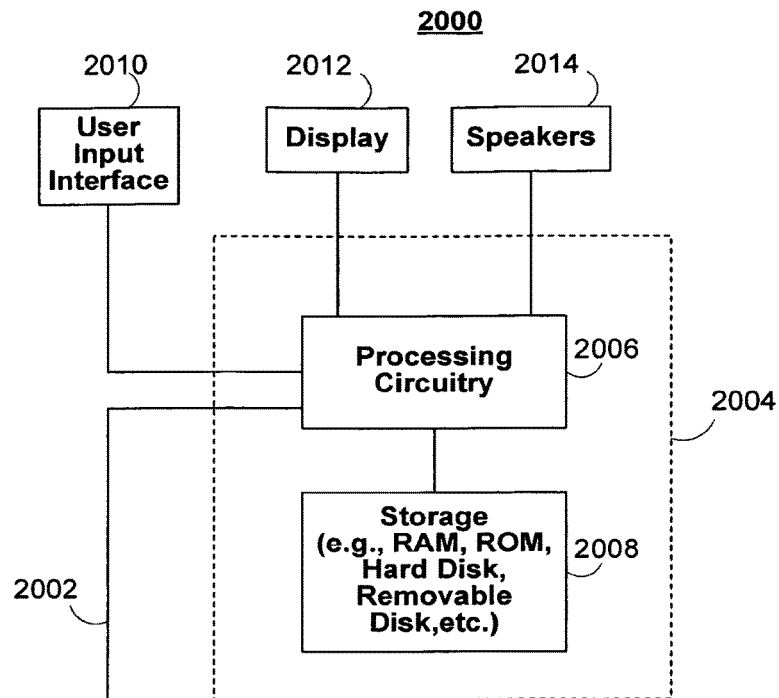 2000
2010
2012
2014
User
Input
Interface
Display
Speakers
Processing
Circuitry
2006
2004
Storage
(e.g., RAM, ROM,
Hard Disk,
Removable
Disk,etc.)
2008
2002